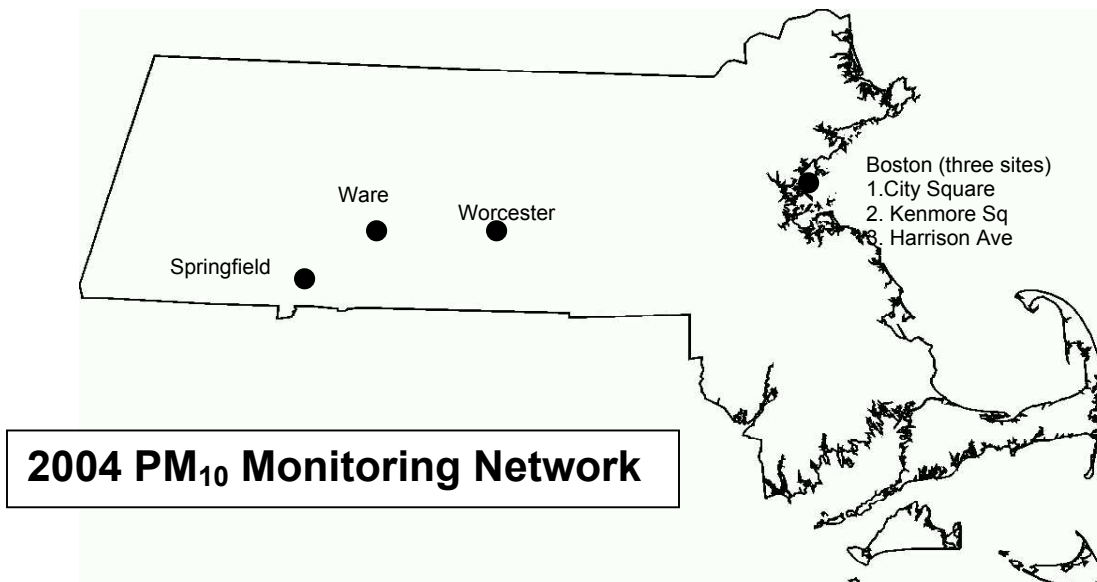 Boston (three sites)
1.City Square
2. Kenmore Sq
3. Harrison Ave
Ware
Worcester
Springfield
2004 PM₁₀ Monitoring Network